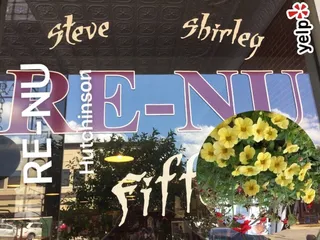 steve shirley
RE-NU
Fift
RE-NU
Hutchinson
yelp